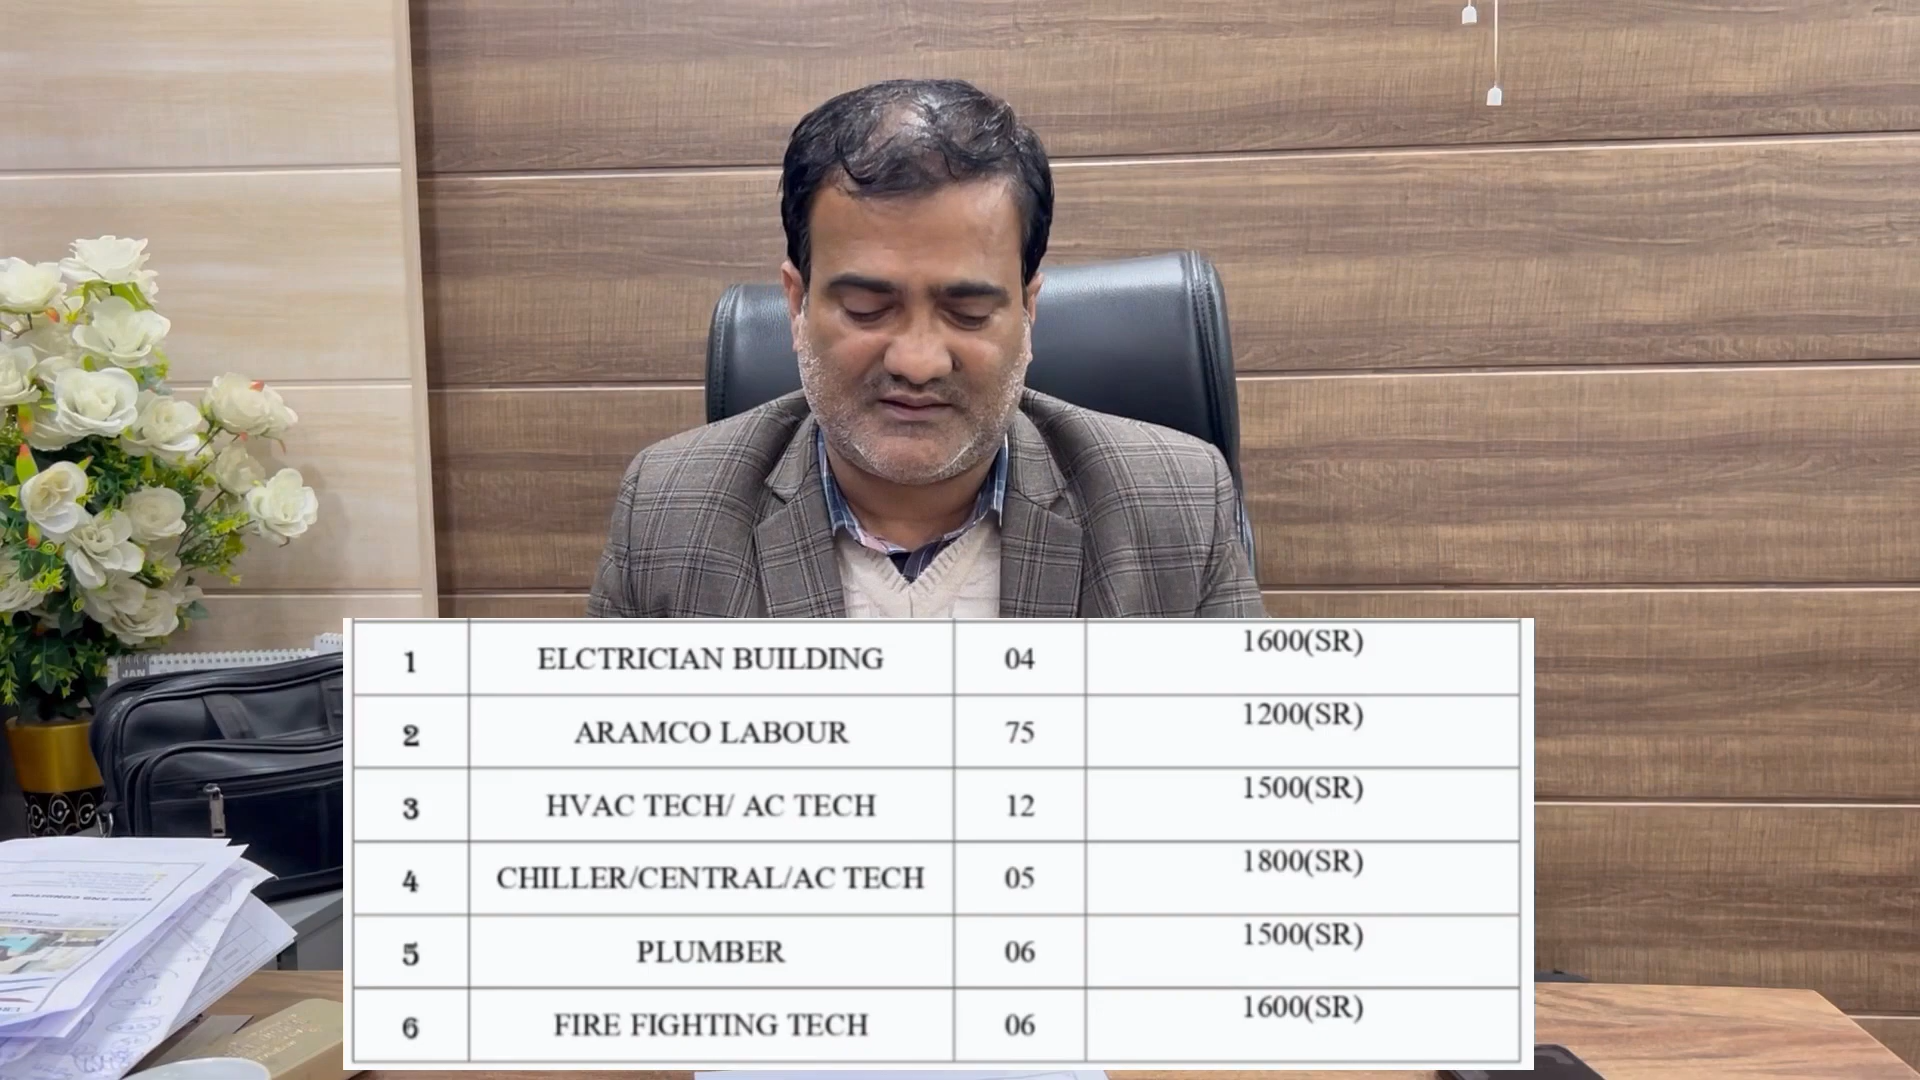 1 ELCTRICIAN BUILDING 04 1600(SR)
2 ARAMCO LABOUR 75 1200(SR)
3 HVAC TECH/ AC TECH 12 1500(SR)
4 CHILLER/CENTRAL/AC TECH 05 1800(SR)
5 PLUMBER 06 1500(SR)
6 FIRE FIGHTING TECH 06 1600(SR)
JAN